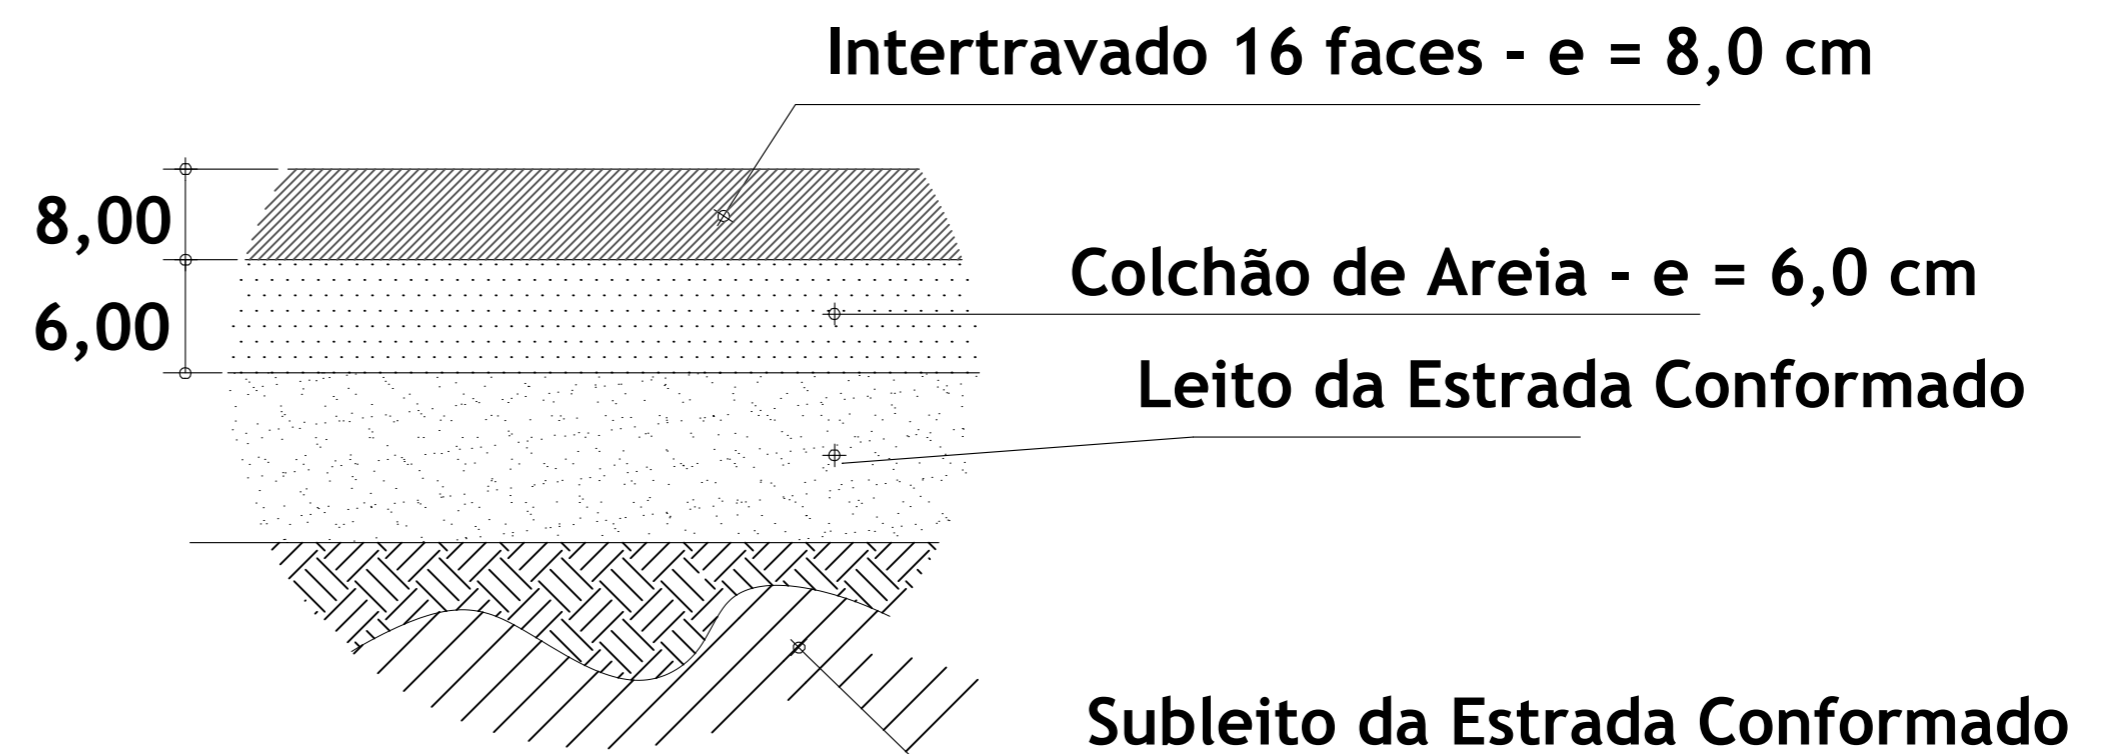 Intertravado 16 faces - e = 8,0 cm
8,00
Colchão de Areia - e = 6,0 cm
6,00
Leito da Estrada Conformado
Subleito da Estrada Conformado